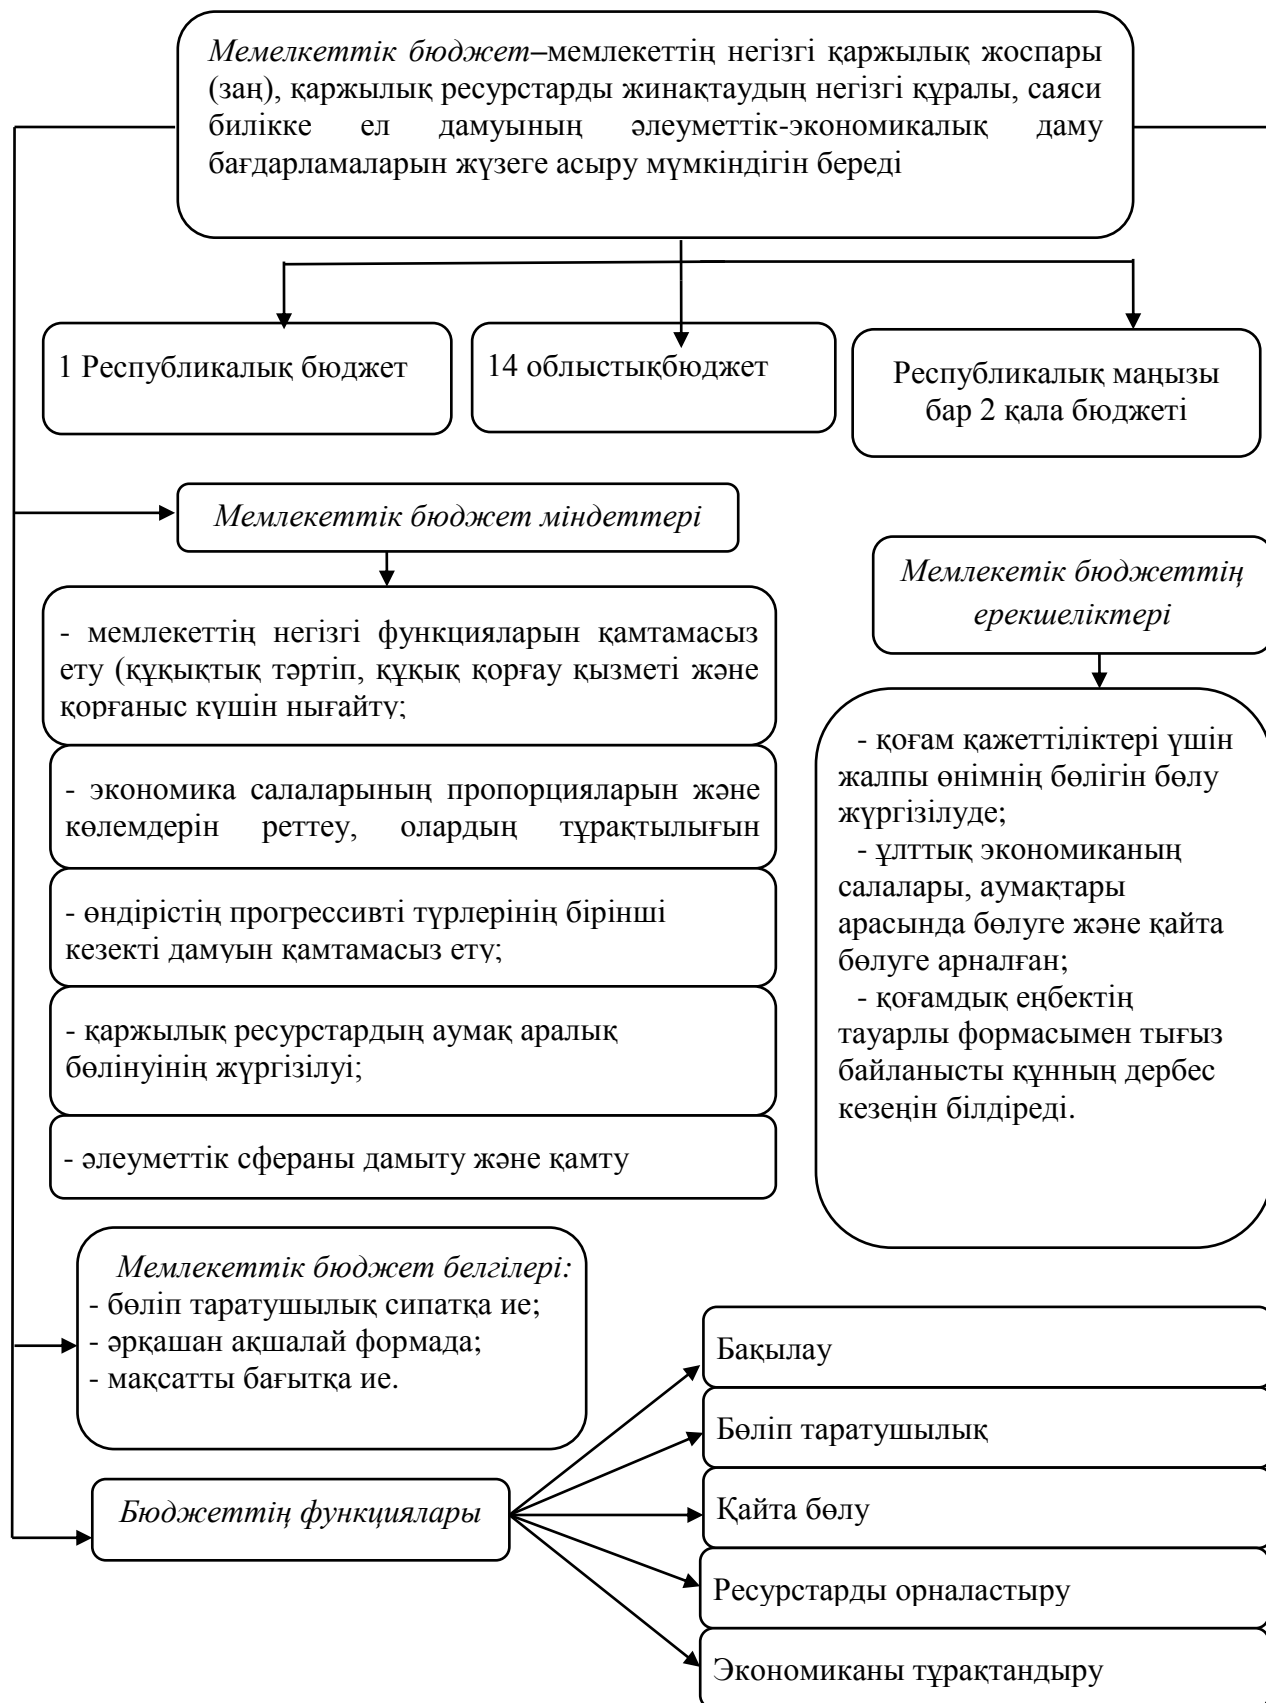 Мемелкеттік бюджет–мемлекеттің негізгі қаржылық жоспары
(заң), қаржылық ресурстарды жинақтаудың негізгі құралы, саяси
билікке ел дамуының әлеуметтік-экономикалық даму
бағдарламаларын жүзеге асыру мүмкіндігін береді
1 Республикалық бюджет
14 облыстықбюджет
Республикалық маңызы
бар 2 қала бюджеті
Мемлекеттік бюджет міндеттері
- мемлекеттің негізгі функцияларын қамтамасыз
ету (құқықтық тәртіп, құқық қорғау қызметі және
қорғаныс күшін нығайту;
- экономика салаларының пропорцияларын және
көлемдерін реттеу, олардың тұрақтылығын
- өндірістің прогрессивті түрлерінің бірінші
кезекті дамуын қамтамасыз ету;
- қаржылық ресурстардың аумақ аралық
бөлінуінің жүргізілуі;
- әлеуметтік сфераны дамыту және қамту
Мемлекетік бюджеттің
ерекшеліктері
- қоғам қажеттіліктері үшін
жалпы өнімнің бөлігін бөлу
жүргізілуде;
- ұлттық экономиканың
салалары, аумақтары
арасында бөлуге және қайта
бөлуге арналған;
- қоғамдық еңбектің
тауарлы формасымен тығыз
байланысты құнның дербес
кезеңін білдіреді.
Мемлекеттік бюджет белгілері:
- бөліп таратушылық сипатқа ие;
- әрқашан ақшалай формада;
- мақсатты бағытқа ие.
Бюджеттің функциялары
Бақылау
Бөліп таратушылық
Қайта бөлу
Ресурстарды орналастыру
Экономиканы тұрақтандыру